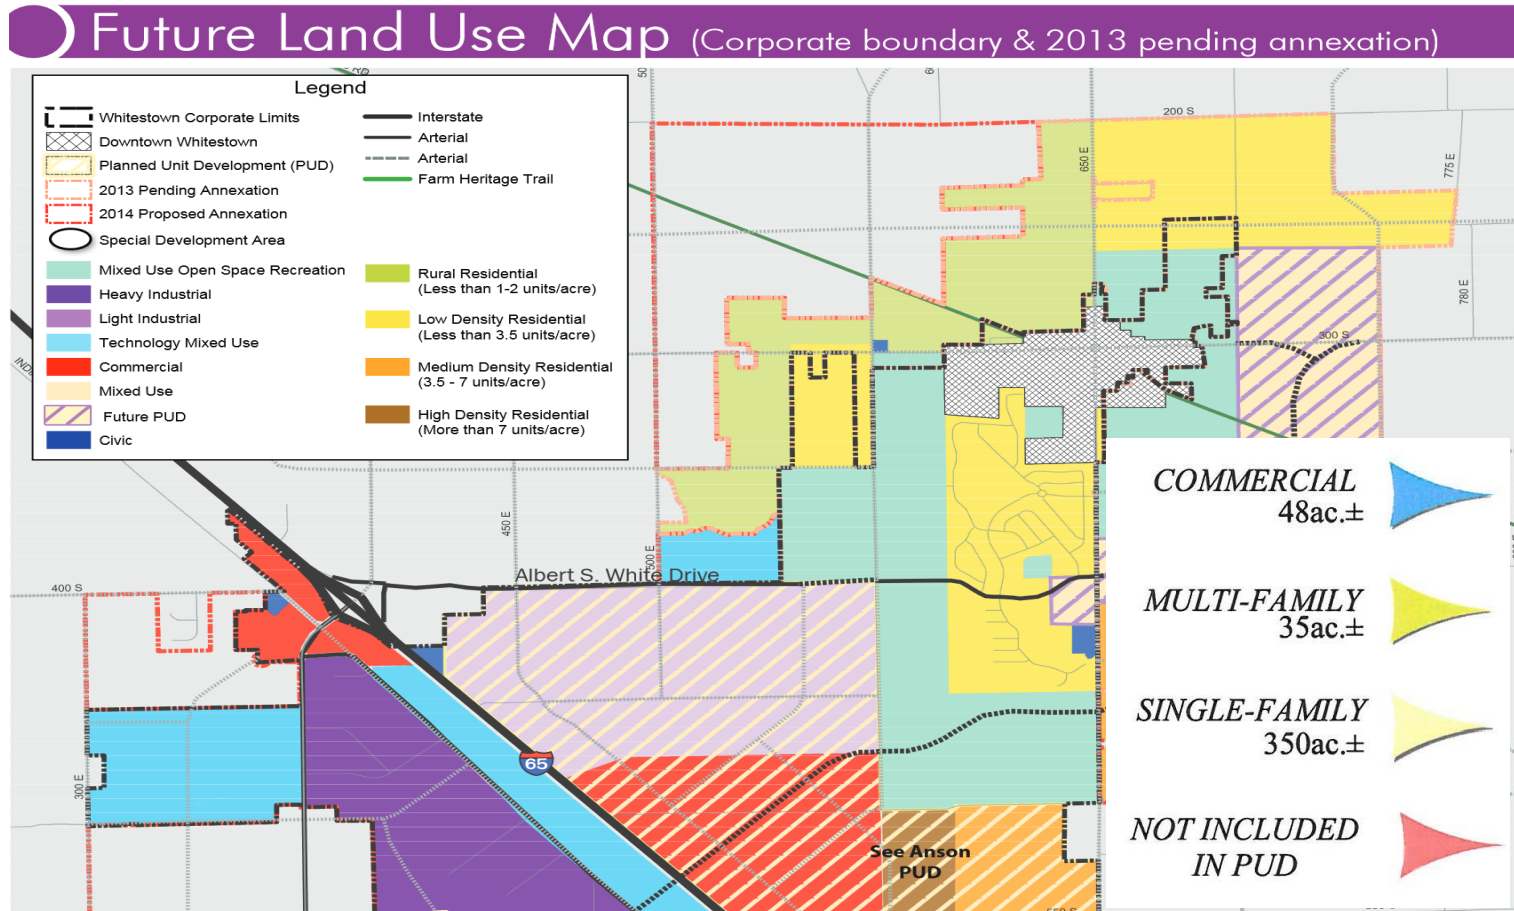 Future Land Use Map (Corporate boundary & 2013 pending annexation)
Legend
Whitestown Corporate Limits
Downtown Whitestown
Planned Unit Development (PUD)
2013 Pending Annexation
2014 Proposed Annexation
Special Development Area
Interstate
Arterial
Arterial
Farm Heritage Trail
Mixed Use Open Space Recreation
Heavy Industrial
Light Industrial
Technology Mixed Use
Commercial
Mixed Use
Future PUD
Civic
Rural Residential
(Less than 1-2 units/acre)
Low Density Residential
(Less than 3.5 units/acre)
Medium Density Residential
(3.5 - 7 units/acre)
High Density Residential
(More than 7 units/acre)
RD
50
6
200 S
650 E
775 E
780 E
300 S
IND
450 E
500 E
Albert S. White Drive
400 S
300 E
65
See Anson
PUD
COMMERCIAL
48ac.±
MULTI-FAMILY
35ac.±
SINGLE-FAMILY
350ac.±
NOT INCLUDED
IN PUD